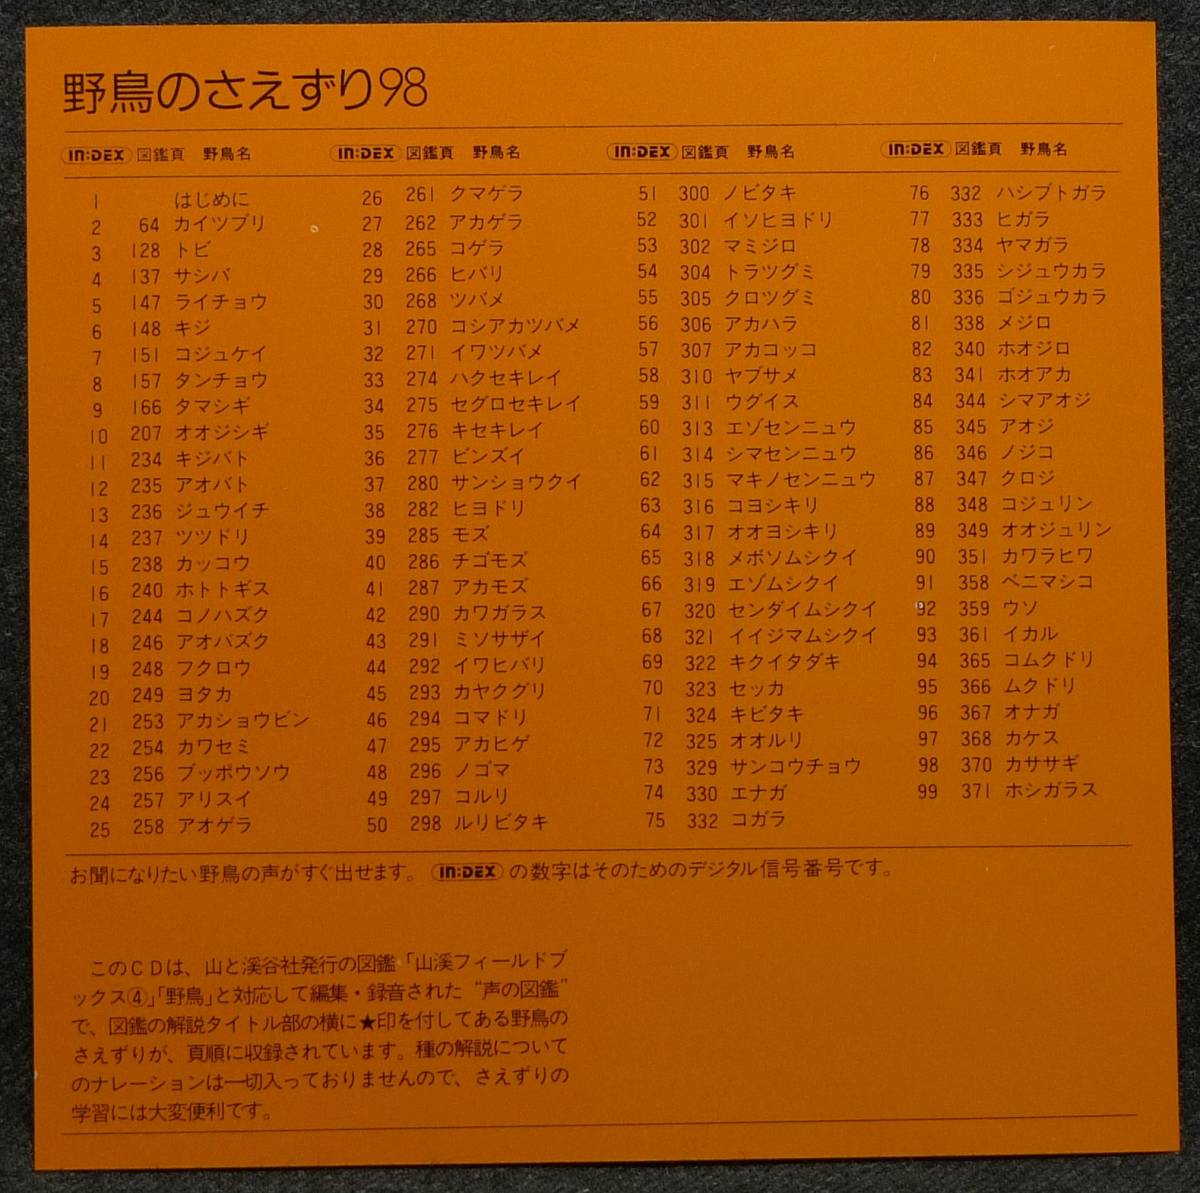 野鳥のさえずり98
IN:DEX 図鑑頁 野鳥名
1 はじめに
2 64 カイツブリ
3 128 トビ
4 137 サシバ
5 147 ライチョウ
6 148 キジ
7 151 コジュケイ
8 157 タンチョウ
9 166 タマシギ
10 207 オオジシギ
11 234 キジバト
12 235 アオバト
13 236 ジュウイチ
14 237 ツツドリ
15 238 カッコウ
16 240 ホトトギス
17 244 コノハズク
18 246 アオバズク
19 248 フクロウ
20 249 ヨタカ
21 253 アカショウビン
22 254 カワセミ
23 256 ブッポウソウ
24 257 アリスイ
25 258 アオゲラ
IN:DEX 図鑑頁 野鳥名
26 261 クマゲラ
27 262 アカゲラ
28 265 コゲラ
29 266 ヒバリ
30 268 ツバメ
31 270 コシアカツバメ
32 271 イワツバメ
33 274 ハクセキレイ
34 275 セグロセキレイ
35 276 キセキレイ
36 277 ビンズイ
37 280 サンショウクイ
38 282 ヒヨドリ
39 285 モズ
40 286 チゴモズ
41 287 アカモズ
42 290 カワガラス
43 291 ミソサザイ
44 292 イワヒバリ
45 293 カヤクグリ
46 294 コマドリ
47 295 アカヒゲ
48 296 ノゴマ
49 297 コルリ
50 298 ルリビタキ
IN:DEX 図鑑頁 野鳥名
51 300 ノビタキ
52 301 イソヒヨドリ
53 302 マミジロ
54 304 トラツグミ
55 305 クロツグミ
56 306 アカハラ
57 307 アカコッコ
58 310 ヤブサメ
59 311 ウグイス
60 313 エゾセンニュウ
61 314 シマセンニュウ
62 315 マキノセンニュウ
63 316 コヨシキリ
64 317 オオヨシキリ
65 318 メボソムシクイ
66 319 エゾムシクイ
67 320 センダイムシクイ
68 321 イイジマムシクイ
69 322 キクイタダキ
70 323 セッカ
71 324 キビタキ
72 325 オオルリ
73 329 サンコウチョウ
74 330 エナガ
75 332 コガラ
IN:DEX 図鑑頁 野鳥名
76 332 ハシブトガラ
77 333 ヒガラ
78 334 ヤマガラ
79 335 シジュウカラ
80 336 ゴジュウカラ
81 338 メジロ
82 340 ホオジロ
83 341 ホオアカ
84 344 シマアオジ
85 345 アオジ
86 346 ノジコ
87 347 クロジ
88 348 コジュリン
89 349 オオジュリン
90 351 カワラヒワ
91 358 ベニマシコ
92 359 ウソ
93 361 イカル
94 365 コムクドリ
95 366 ムクドリ
96 367 オナガ
97 368 カケス
98 370 カササギ
99 371 ホシガラス
お聞になりたい野鳥の声がすぐ出せます。IN:DEXの数字はそのためのデジタル信号番号です。
このCDは、山と溪谷社発行の図鑑「山溪フィールドブ
ックス④」「野鳥」と対応して編集・録音された“声の図鑑”
で、図鑑の解説タイトル部の横に★印を付してある野鳥の
さえずりが、頁順に収録されています。種の解説について
のナレーションは一切入っておりませんので、さえずりの
学習には大変便利です。